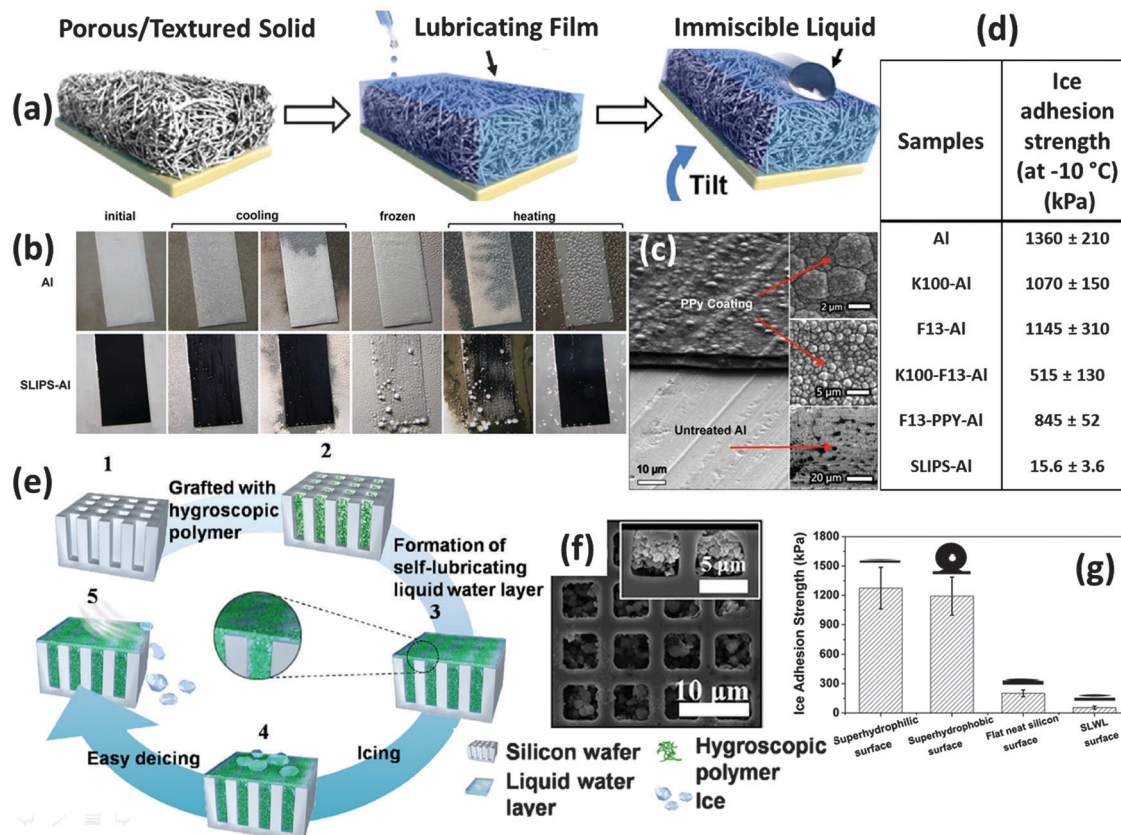 Porous/Textured Solid
Lubricating Film
Immiscible Liquid
(a)
Tilt
(d)
Samples
Ice
adhesion
strength
(at -10 °C)
(kPa)
Al
1360 ± 210
K100-Al
1070 ± 150
F13-Al
1145 ± 310
K100-F13-Al
515 ± 130
F13-PPY-Al
845 ± 52
SLIPS-Al
15.6 ± 3.6
(b)
initial
cooling
frozen
heating
Al
SLIPS-Al
(c)
PPy Coating
Untreated Al
10 µm
2 µm
5 µm
20 µm
(e)
1
Grafted with
hygroscopic
polymer
2
Formation of
self-lubricating
liquid water layer
3
Icing
4
Easy deicing
5
Silicon wafer
Liquid water
layer
Hygroscopic
polymer
Ice
(f)
5 µm
10 µm
(g)
Ice Adhesion Strength (kPa)
1800
1500
1200
900
600
300
0
Superhydrophilic
surface
Superhydrophobic
surface
Flat neat silicon
surface
SLWL
surface